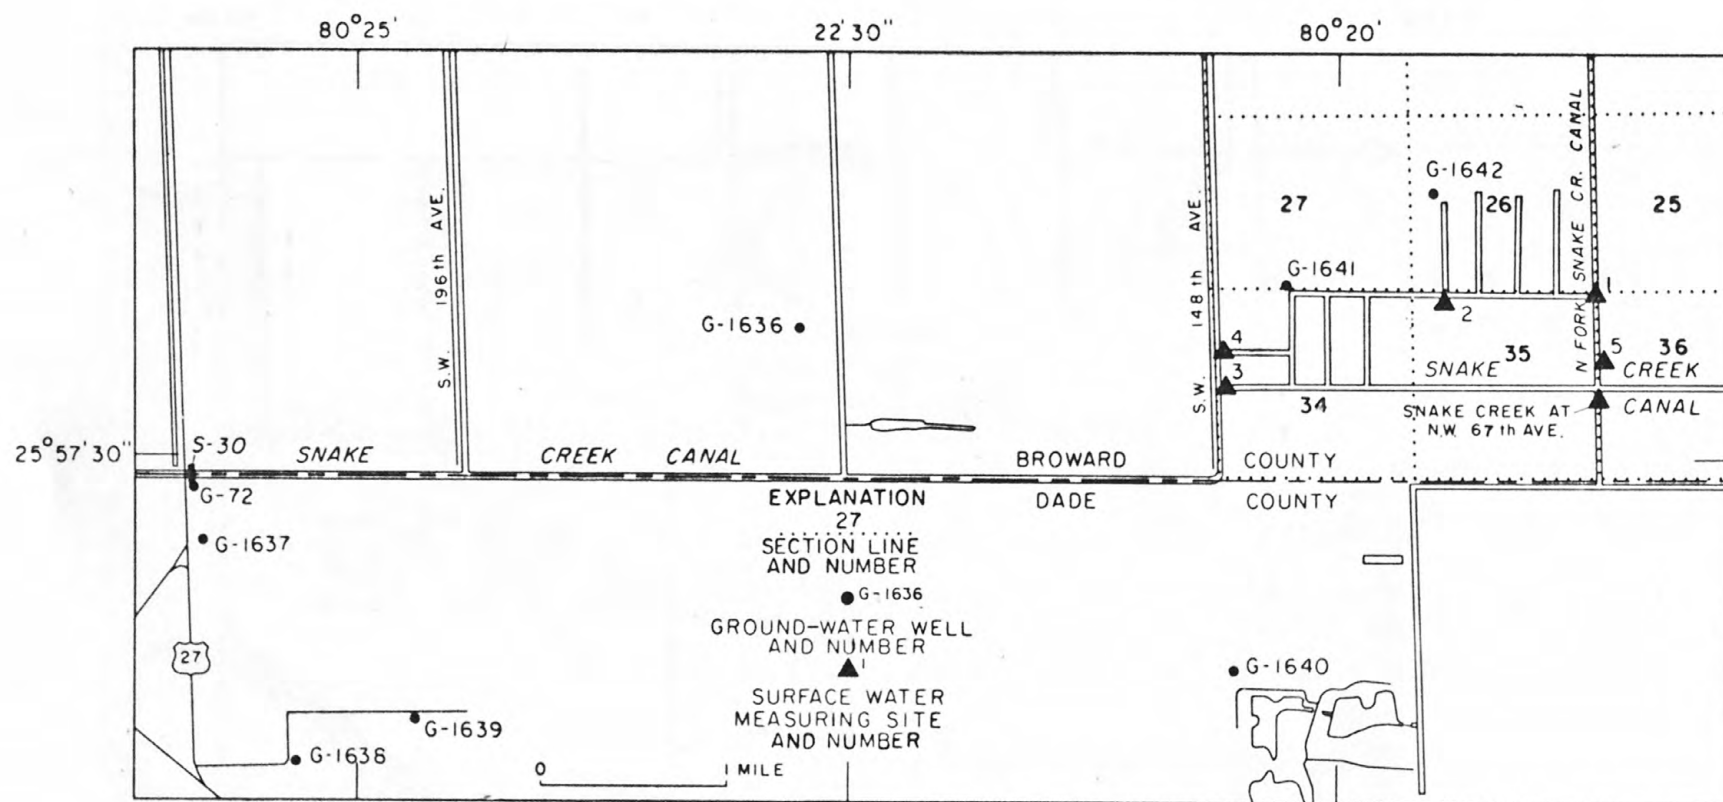 80°25'
22'30"
80°20'
S.W. 196th AVE.
S.W. 148th AVE.
N FORK SNAKE CR. CANAL
G-1642
27
26
25
G-1641
1
2
G-1636
4
35
5
36
SNAKE
CREEK
3
34
SNAKE CREEK AT
N.W. 67th AVE.
CANAL
25°57'30"
S-30
SNAKE CREEK CANAL
BROWARD COUNTY
G-72
EXPLANATION
DADE COUNTY
27
SECTION LINE
AND NUMBER
G-1637
G-1636
GROUND-WATER WELL
AND NUMBER
27
1
G-1640
SURFACE WATER
MEASURING SITE
AND NUMBER
G-1639
G-1638
0 1 MILE